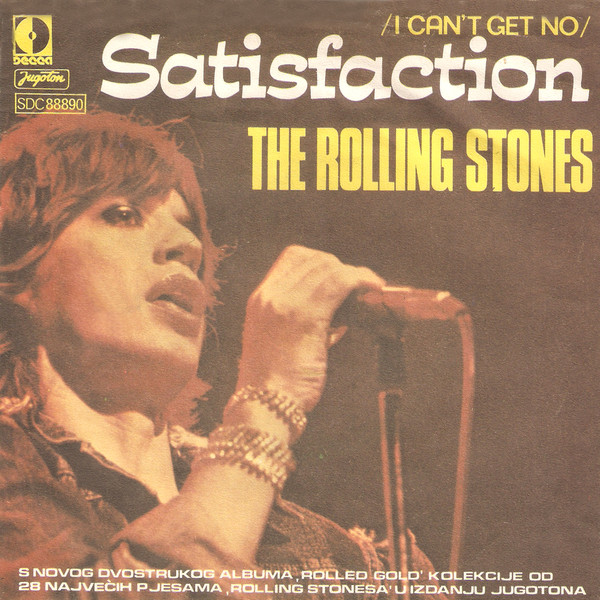 /I CAN'T GET NO/
DECCA
Satisfaction
Jugoton
SDC 88890
THE ROLLING STONES
S NOVOG DVOSTRUKOG ALBUMA ‚ROLLED GOLD’ KOLEKCIJE OD
28 NAJVEĆIH PJESAMA ‚ROLLING STONESA’ U IZDANJU JUGOTONA